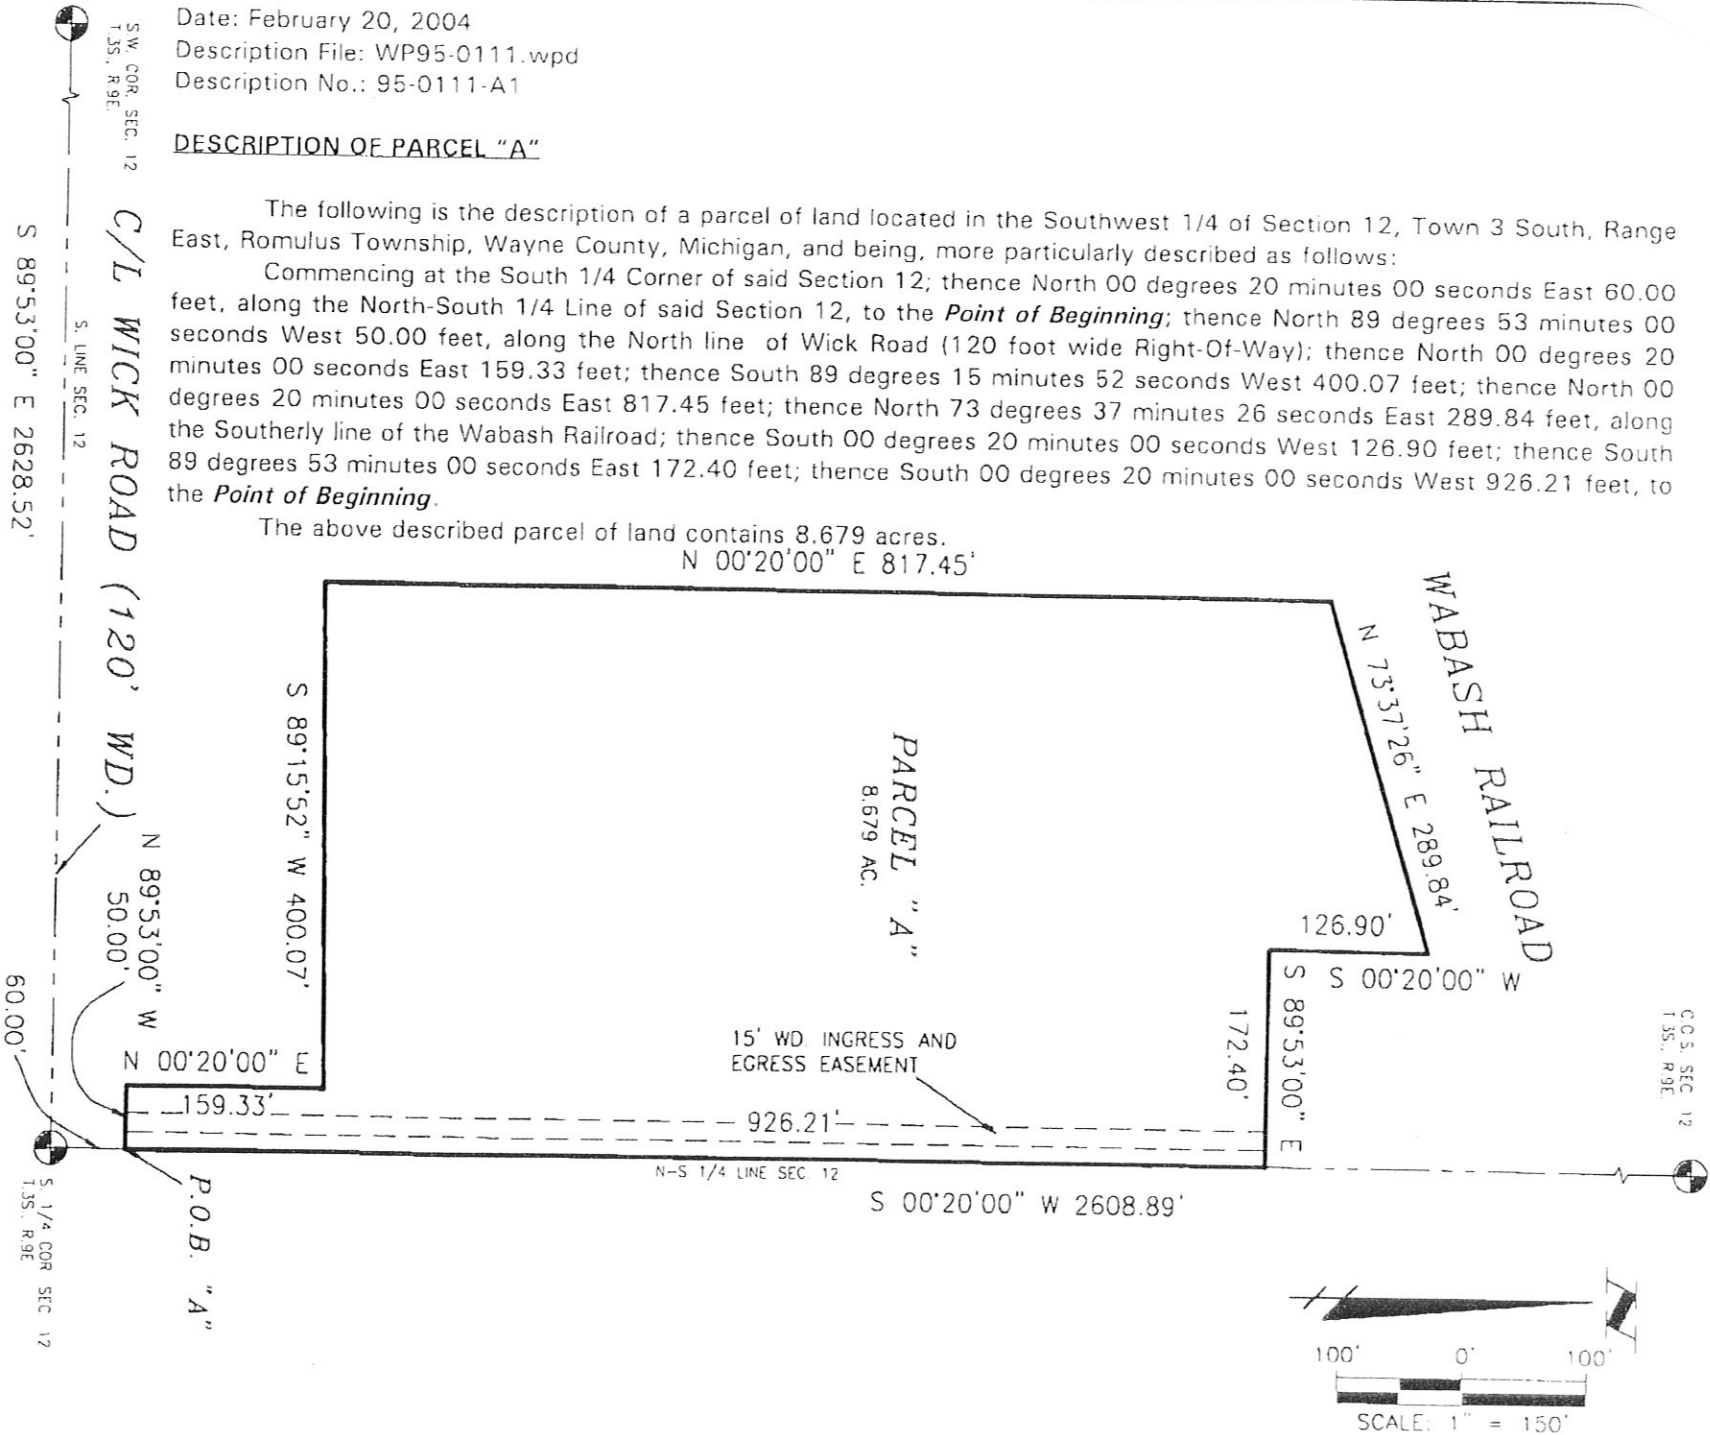 Date: February 20, 2004
Description File: WP95-0111.wpd
Description No.: 95-0111-A1
DESCRIPTION OF PARCEL "A"
The following is the description of a parcel of land located in the Southwest 1/4 of Section 12, Town 3 South, Range
East, Romulus Township, Wayne County, Michigan, and being, more particularly described as follows:
Commencing at the South 1/4 Corner of said Section 12; thence North 00 degrees 20 minutes 00 seconds East 60.00
feet, along the North-South 1/4 Line of said Section 12, to the Point of Beginning; thence North 89 degrees 53 minutes 00
seconds West 50.00 feet, along the North line of Wick Road (120 foot wide Right-Of-Way); thence North 00 degrees 20
minutes 00 seconds East 159.33 feet; thence South 89 degrees 15 minutes 52 seconds West 400.07 feet; thence North 00
degrees 20 minutes 00 seconds East 817.45 feet; thence North 73 degrees 37 minutes 26 seconds East 289.84 feet, along
the Southerly line of the Wabash Railroad; thence South 00 degrees 20 minutes 00 seconds West 126.90 feet; thence South
89 degrees 53 minutes 00 seconds East 172.40 feet; thence South 00 degrees 20 minutes 00 seconds West 926.21 feet, to
the Point of Beginning.
The above described parcel of land contains 8.679 acres.
N 00°20'00" E 817.45'
S.W. COR. SEC. 12
T.3S., R.9E.
C/L WICK ROAD (120' WD.)
S. LINE SEC. 12
S 89°53'00" E 2628.52'
S 89°15'52" W 400.07'
PARCEL "A"
8.679 AC.
WABASH RAILROAD
N 73°37'26" E 289.84'
126.90'
S 00°20'00" W
S 89°53'00" E
172.40'
C.C.S. SEC 12
T.3S., R.9E.
N 89°53'00" W
50.00'
60.00'
N 00°20'00" E
159.33'
15' WD. INGRESS AND
EGRESS EASEMENT
926.21'
N-S 1/4 LINE SEC. 12
S 00°20'00" W 2608.89'
P.O.B. "A"
S. 1/4 COR SEC 12
T.3S., R.9E
100' 0' 100'
SCALE: 1" = 150'